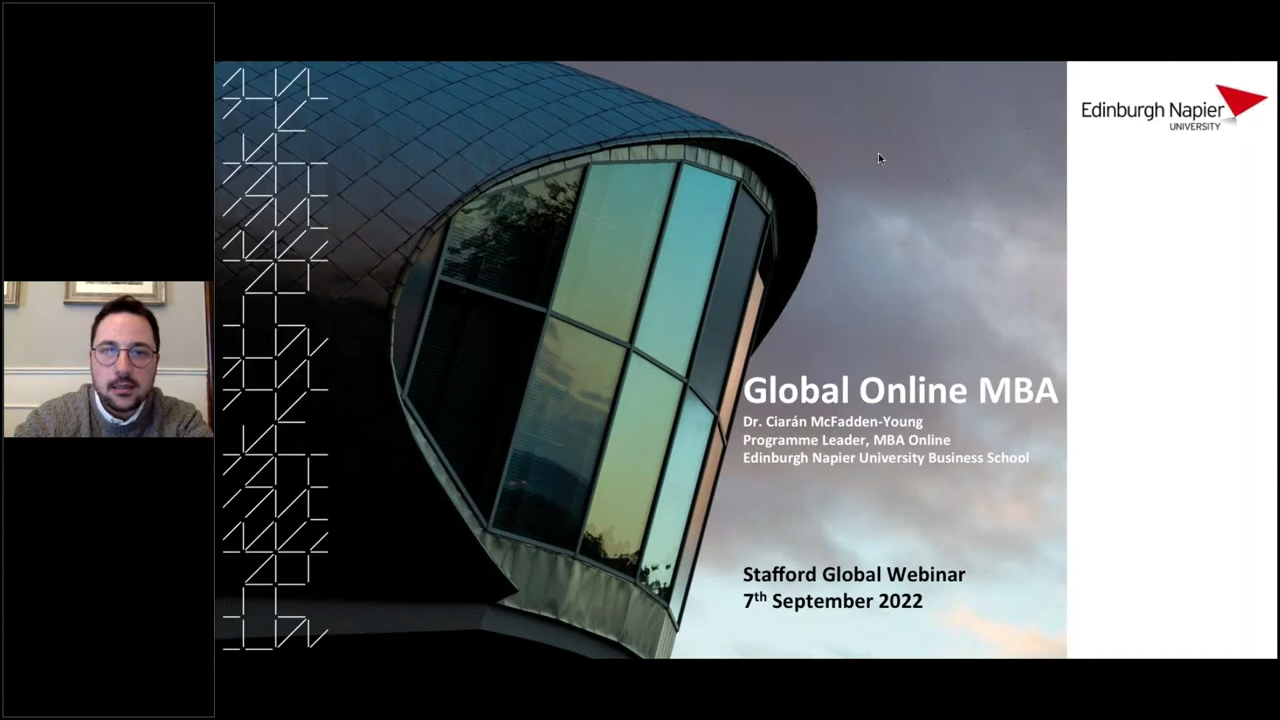 Edinburgh Napier
UNIVERSITY
Global Online MBA
Dr. Ciarán McFadden-Young
Programme Leader, MBA Online
Edinburgh Napier University Business School
Stafford Global Webinar
7th September 2022